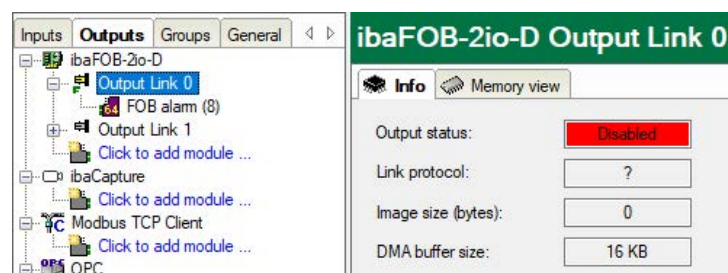 Inputs Outputs Groups General
ibaFOB-2io-D
Output Link 0
64 FOB alarm (8)
Output Link 1
Click to add module ...
ibaCapture
Click to add module ...
Modbus TCP Client
Click to add module ...
OPC OPC
ibaFOB-2io-D Output Link 0
Info Memory view
Output status: Disabled
Link protocol: ?
Image size (bytes): 0
DMA buffer size: 16 KB